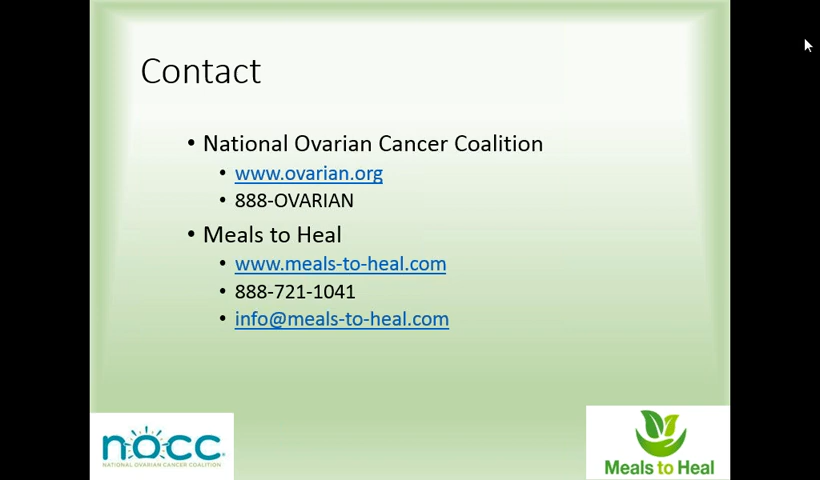 Contact
• National Ovarian Cancer Coalition
• www.ovarian.org
• 888-OVARIAN
• Meals to Heal
• www.meals-to-heal.com
• 888-721-1041
• info@meals-to-heal.com
nocc®
NATIONAL OVARIAN CANCER COALITION
Meals to Heal